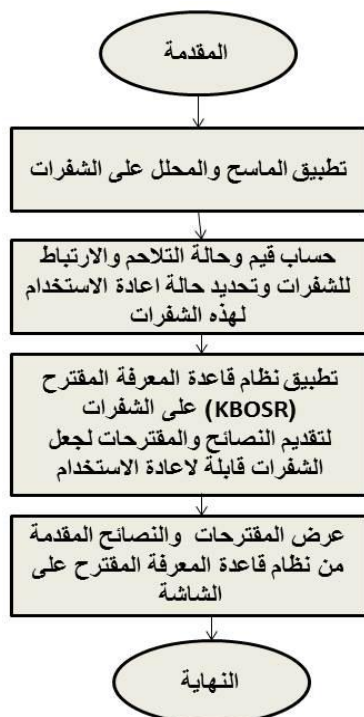 المقدمة
تطبيق الماسح والمحلل على الشفرات
حساب قيم وحالة التلاحم والارتباط
للشفرات وتحديد حالة اعادة الاستخدام
لهذه الشفرات
تطبيق نظام قاعدة المعرفة المقترح
(KBOSR) على الشفرات
لتقديم النصائح والمقترحات لجعل
الشفرات قابلة لاعادة الاستخدام
عرض المقترحات والنصائح المقدمة
من نظام قاعدة المعرفة المقترح على
الشاشة
النهاية